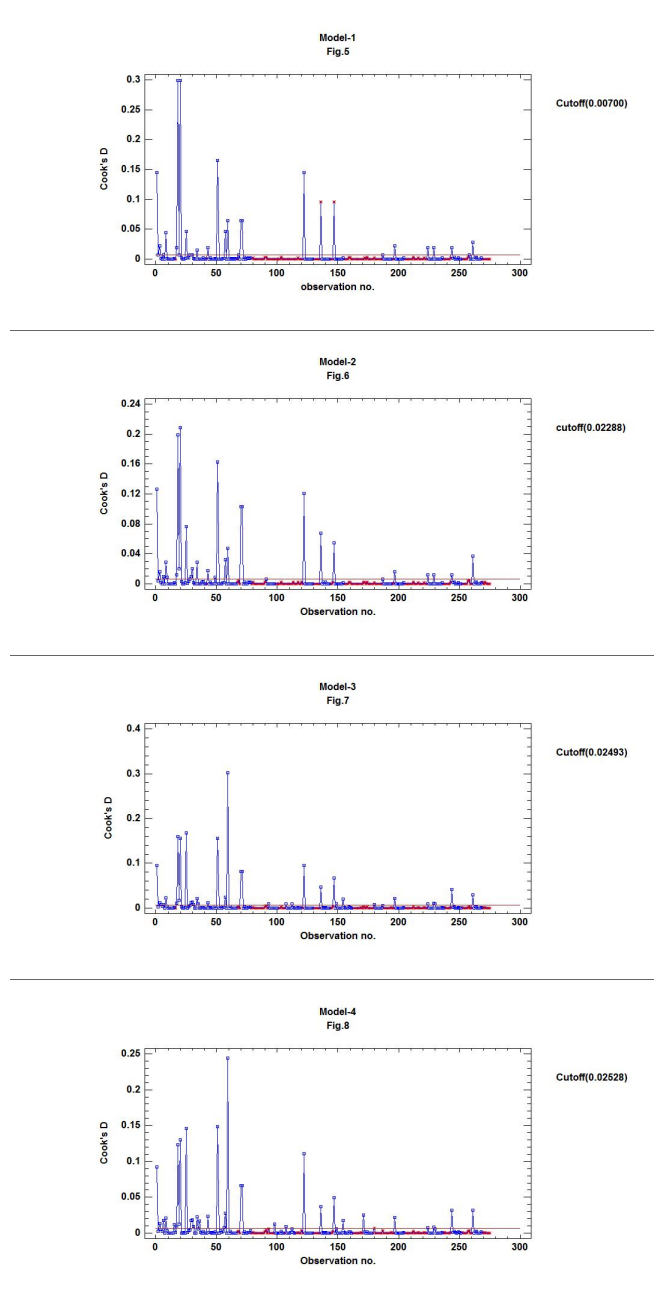 Model-1
Fig.5
0.3
0.25
0.2
0.15
0.1
0.05
0
Cook's D
Cutoff(0.00700)
0 50 100 150 200 250 300
observation no.
Model-2
Fig.6
0.24
0.2
0.16
0.12
0.08
0.04
0
Cook's D
cutoff(0.02288)
0 50 100 150 200 250 300
Observation no.
Model-3
Fig.7
0.4
0.3
0.2
0.1
0
Cook's D
Cutoff(0.02493)
0 50 100 150 200 250 300
Observation no.
Model-4
Fig.8
0.25
0.2
0.15
0.1
0.05
0
Cook's D
Cutoff(0.02528)
0 50 100 150 200 250 300
Observation no.